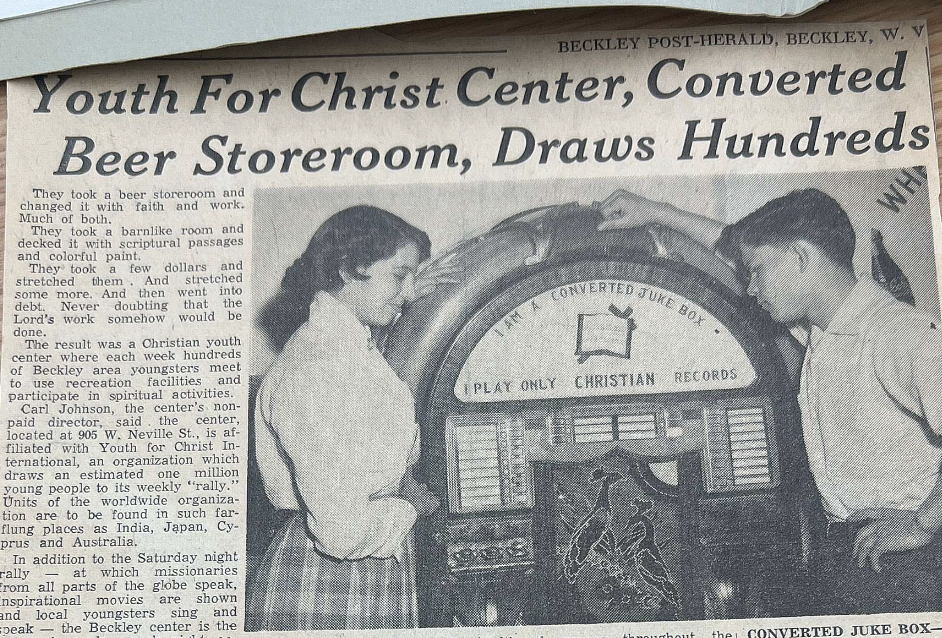 BECKLEY POST-HERALD, BECKLEY, W. V
Youth For Christ Center, Converted
Beer Storeroom, Draws Hundreds
They took a beer storeroom and
changed it with faith and work.
Much of both.
They took a barnlike room and
decked it with scriptural passages
and colorful paint.
They took a few dollars and
stretched them . And stretched
some more. And then went into
debt. Never doubting that the
Lord's work somehow would be
done.
The result was a Christian youth
center where each week hundreds
of Beckley area youngsters meet
to use recreation facilities and
participate in spiritual activities.
Carl Johnson, the center's non-
paid director, said the center,
located at 905 W. Neville St., is af-
filiated with Youth for Christ In-
ternational, an organization which
draws an estimated one million
young people to its weekly "rally."
Units of the worldwide organiza-
tion are to be found in such far-
flung places as India, Japan, Cy-
prus and Australia.
In addition to the Saturday night
rally — at which missionaries
from all parts of the globe speak,
inspirational movies are shown
and local youngsters sing and
speak — the Beckley center is the
WH
I AM A CONVERTED JUKE BOX
I PLAY ONLY CHRISTIAN RECORDS
throughout the
CONVERTED JUKE BOX—